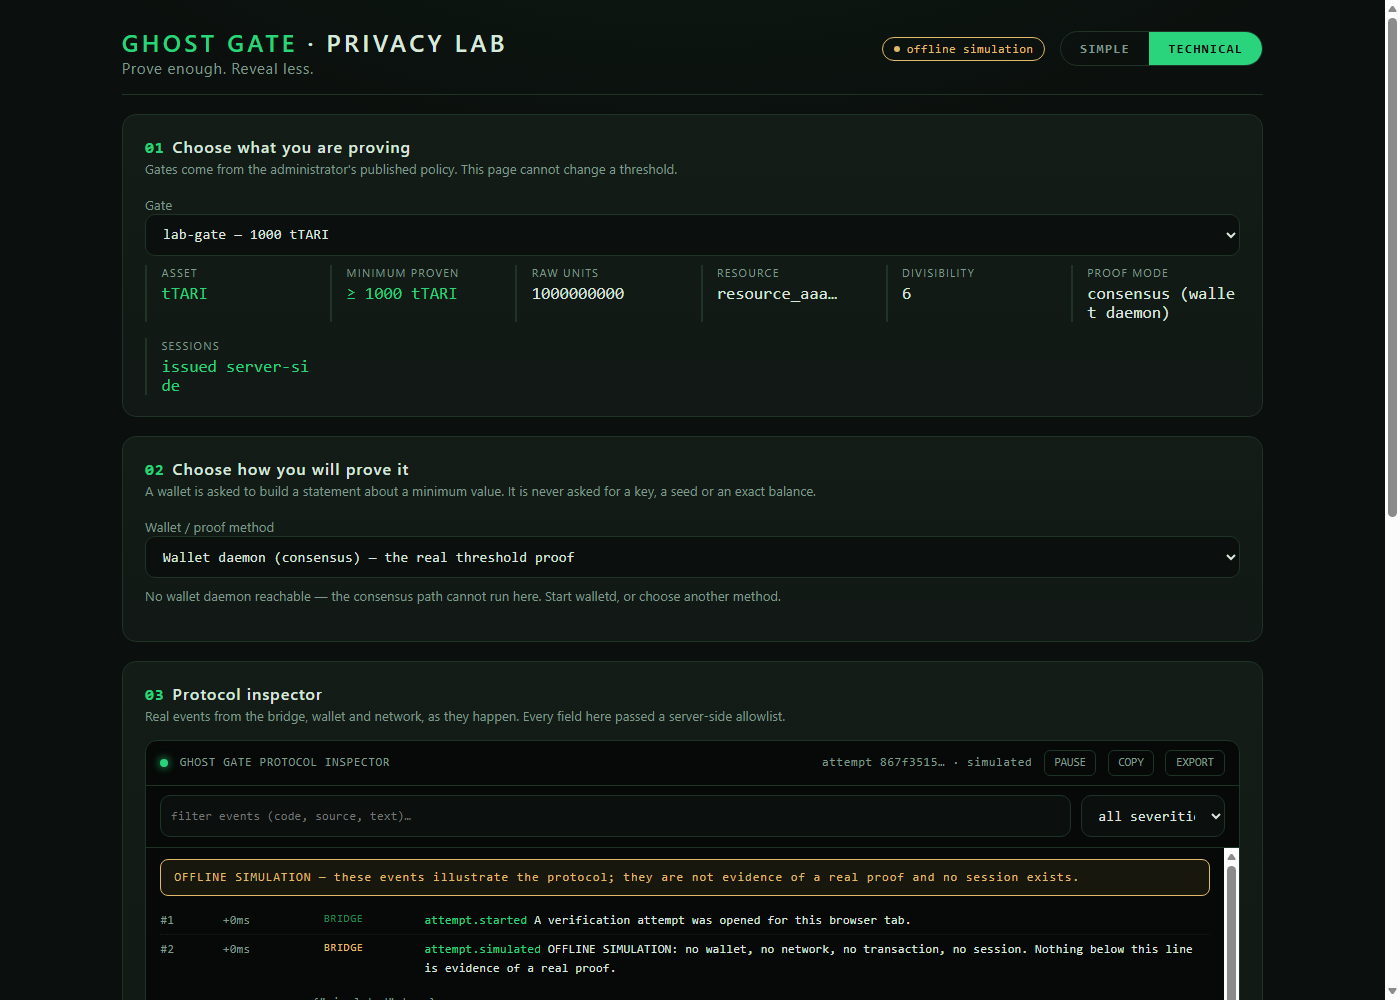 GHOST GATE · PRIVACY LAB
Prove enough. Reveal less.
offline simulation
SIMPLE
TECHNICAL
01 Choose what you are proving
Gates come from the administrator's published policy. This page cannot change a threshold.
Gate
lab-gate — 1000 tTARI
ASSET
tTARI
MINIMUM PROVEN
≥ 1000 tTARI
RAW UNITS
1000000000
RESOURCE
resource_aaa…
DIVISIBILITY
6
PROOF MODE
consensus (walle
t daemon)
SESSIONS
issued server-si
de
02 Choose how you will prove it
A wallet is asked to build a statement about a minimum value. It is never asked for a key, a seed or an exact balance.
Wallet / proof method
Wallet daemon (consensus) — the real threshold proof
No wallet daemon reachable — the consensus path cannot run here. Start walletd, or choose another method.
03 Protocol inspector
Real events from the bridge, wallet and network, as they happen. Every field here passed a server-side allowlist.
GHOST GATE PROTOCOL INSPECTOR
attempt 867f3515… · simulated
PAUSE
COPY
EXPORT
filter events (code, source, text)…
all severiti
OFFLINE SIMULATION — these events illustrate the protocol; they are not evidence of a real proof and no session exists.
#1 +0ms BRIDGE attempt.started A verification attempt was opened for this browser tab.
#2 +0ms BRIDGE attempt.simulated OFFLINE SIMULATION: no wallet, no network, no transaction, no session. Nothing below this line
is evidence of a real proof.